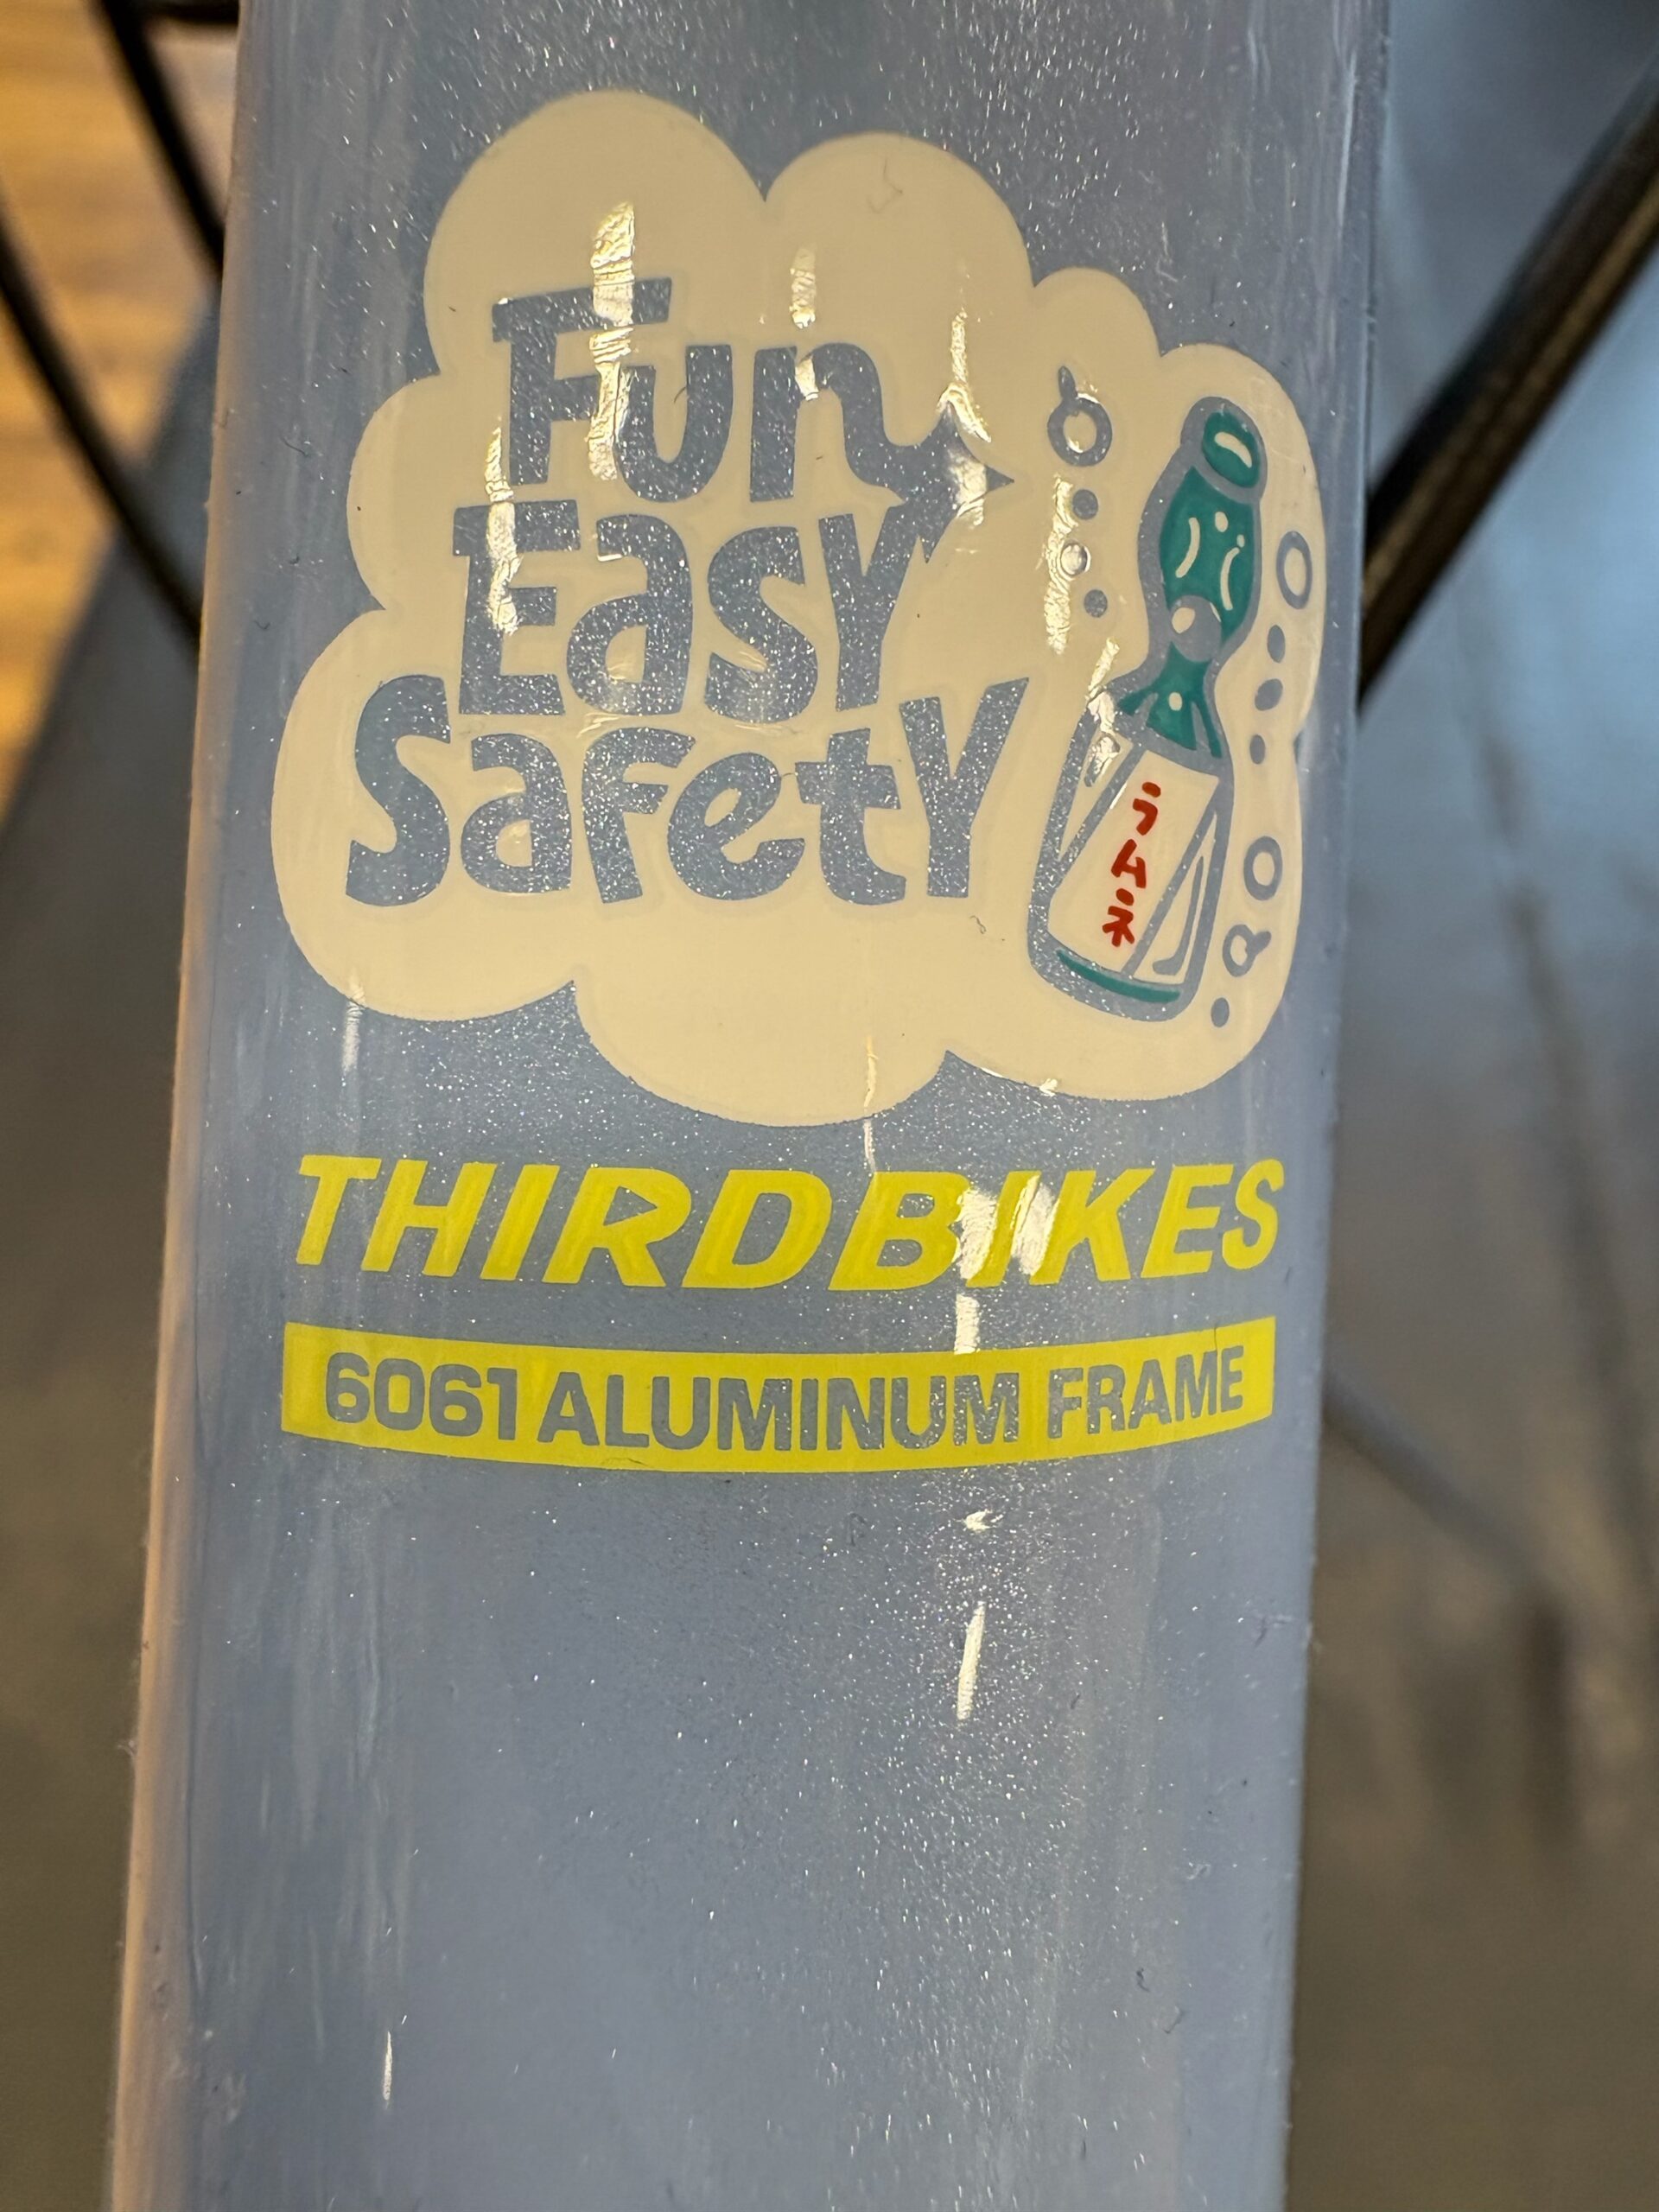 Fun
Easy
Safety
ラムネ
THIRDBIKES
6061 ALUMINUM FRAME